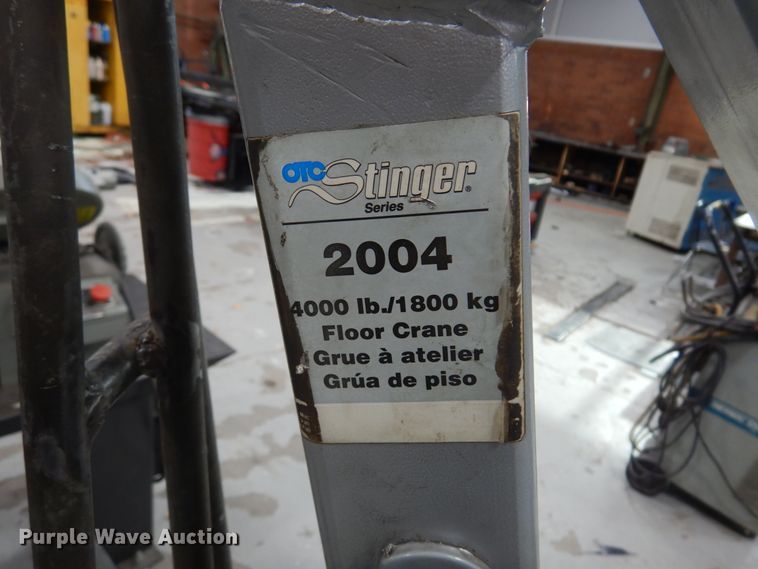 OTC Stinger®
Series
2004
4000 lb./1800 kg
Floor Crane
Grue à atelier
Grúa de piso
Purple Wave Auction